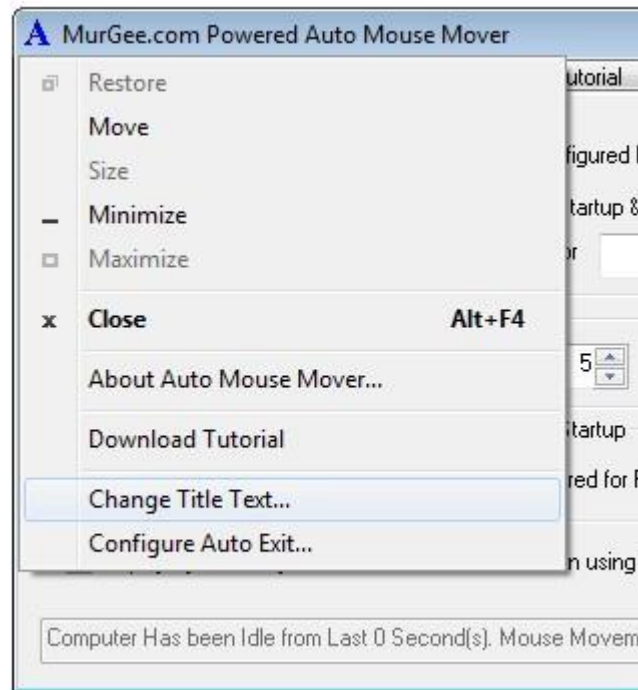 A MurGee.com Powered Auto Mouse Mover
Restore
utorial
Move
figured
Size
Minimize
tartup &
Maximize
or
Close Alt+F4
5
About Auto Mouse Mover...
Download Tutorial
Startup
Change Title Text...
red for
Configure Auto Exit...
n using
Computer Has been Idle from Last 0 Second(s). Mouse Movem